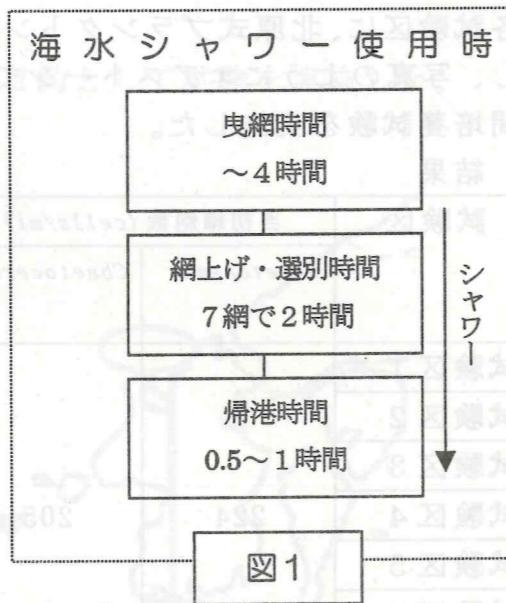 海水シャワー使用時
曳網時間
～4時間
網上げ・選別時間
7網で2時間
帰港時間
0.5～1時間
シャワー
図1